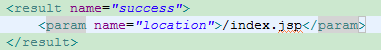 <result name="success">
<param name="location">/index.jsp</param>
</result>